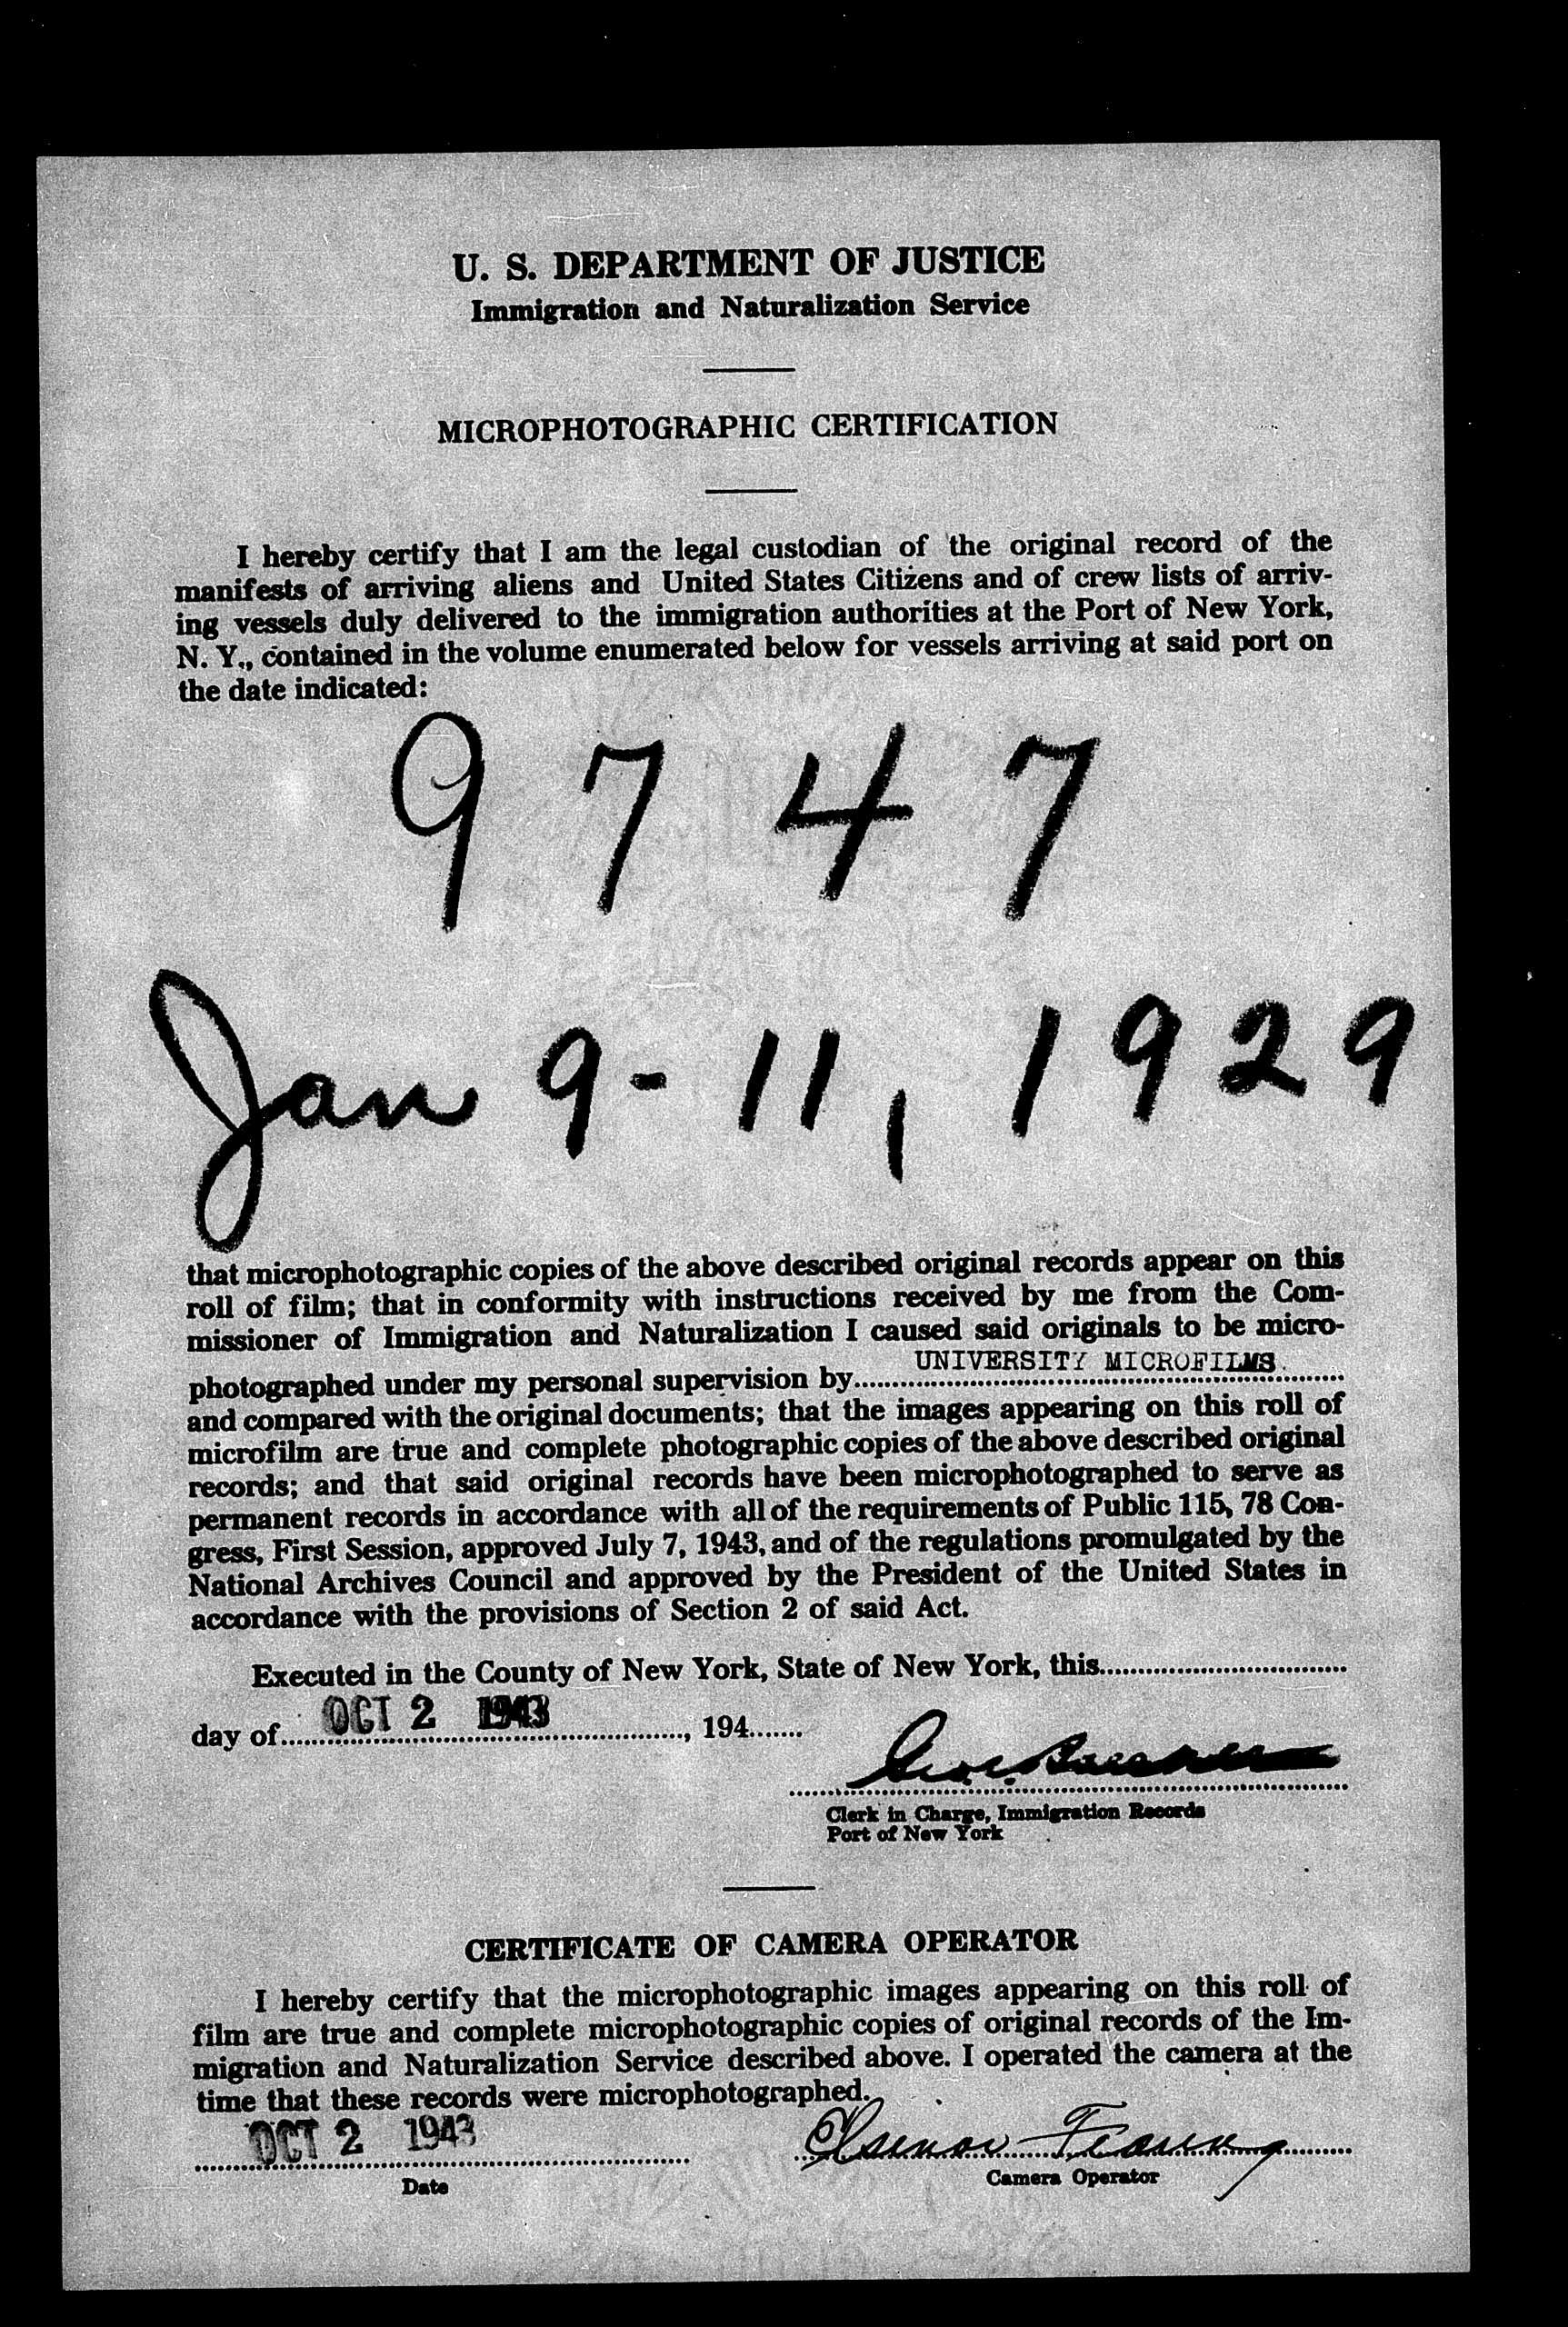 U. S. DEPARTMENT OF JUSTICE
Immigration and Naturalization Service
MICROPHOTOGRAPHIC CERTIFICATION
I hereby certify that I am the legal custodian of the original record of the
manifests of arriving aliens and United States Citizens and of crew lists of arriv-
ing vessels duly delivered to the immigration authorities at the Port of New York,
N. Y., contained in the volume enumerated below for vessels arriving at said port on
the date indicated:
9747
Jan 9-11, 1929
that microphotographic copies of the above described original records appear on this
roll of film; that in conformity with instructions received by me from the Com-
missioner of Immigration and Naturalization I caused said originals to be micro-
photographed under my personal supervision by UNIVERSITY MICROFILMS.
and compared with the original documents; that the images appearing on this roll of
microfilm are true and complete photographic copies of the above described original
records; and that said original records have been microphotographed to serve as
permanent records in accordance with all of the requirements of Public 115, 78 Con-
gress, First Session, approved July 7, 1943, and of the regulations promulgated by the
National Archives Council and approved by the President of the United States in
accordance with the provisions of Section 2 of said Act.
Executed in the County of New York, State of New York, this
day of OCT 2 1943, 194
Clerk in Charge, Immigration Records
Port of New York
CERTIFICATE OF CAMERA OPERATOR
I hereby certify that the microphotographic images appearing on this roll of
film are true and complete microphotographic copies of original records of the Im-
migration and Naturalization Service described above. I operated the camera at the
time that these records were microphotographed.
OCT 2 1943
Date
Camera Operator